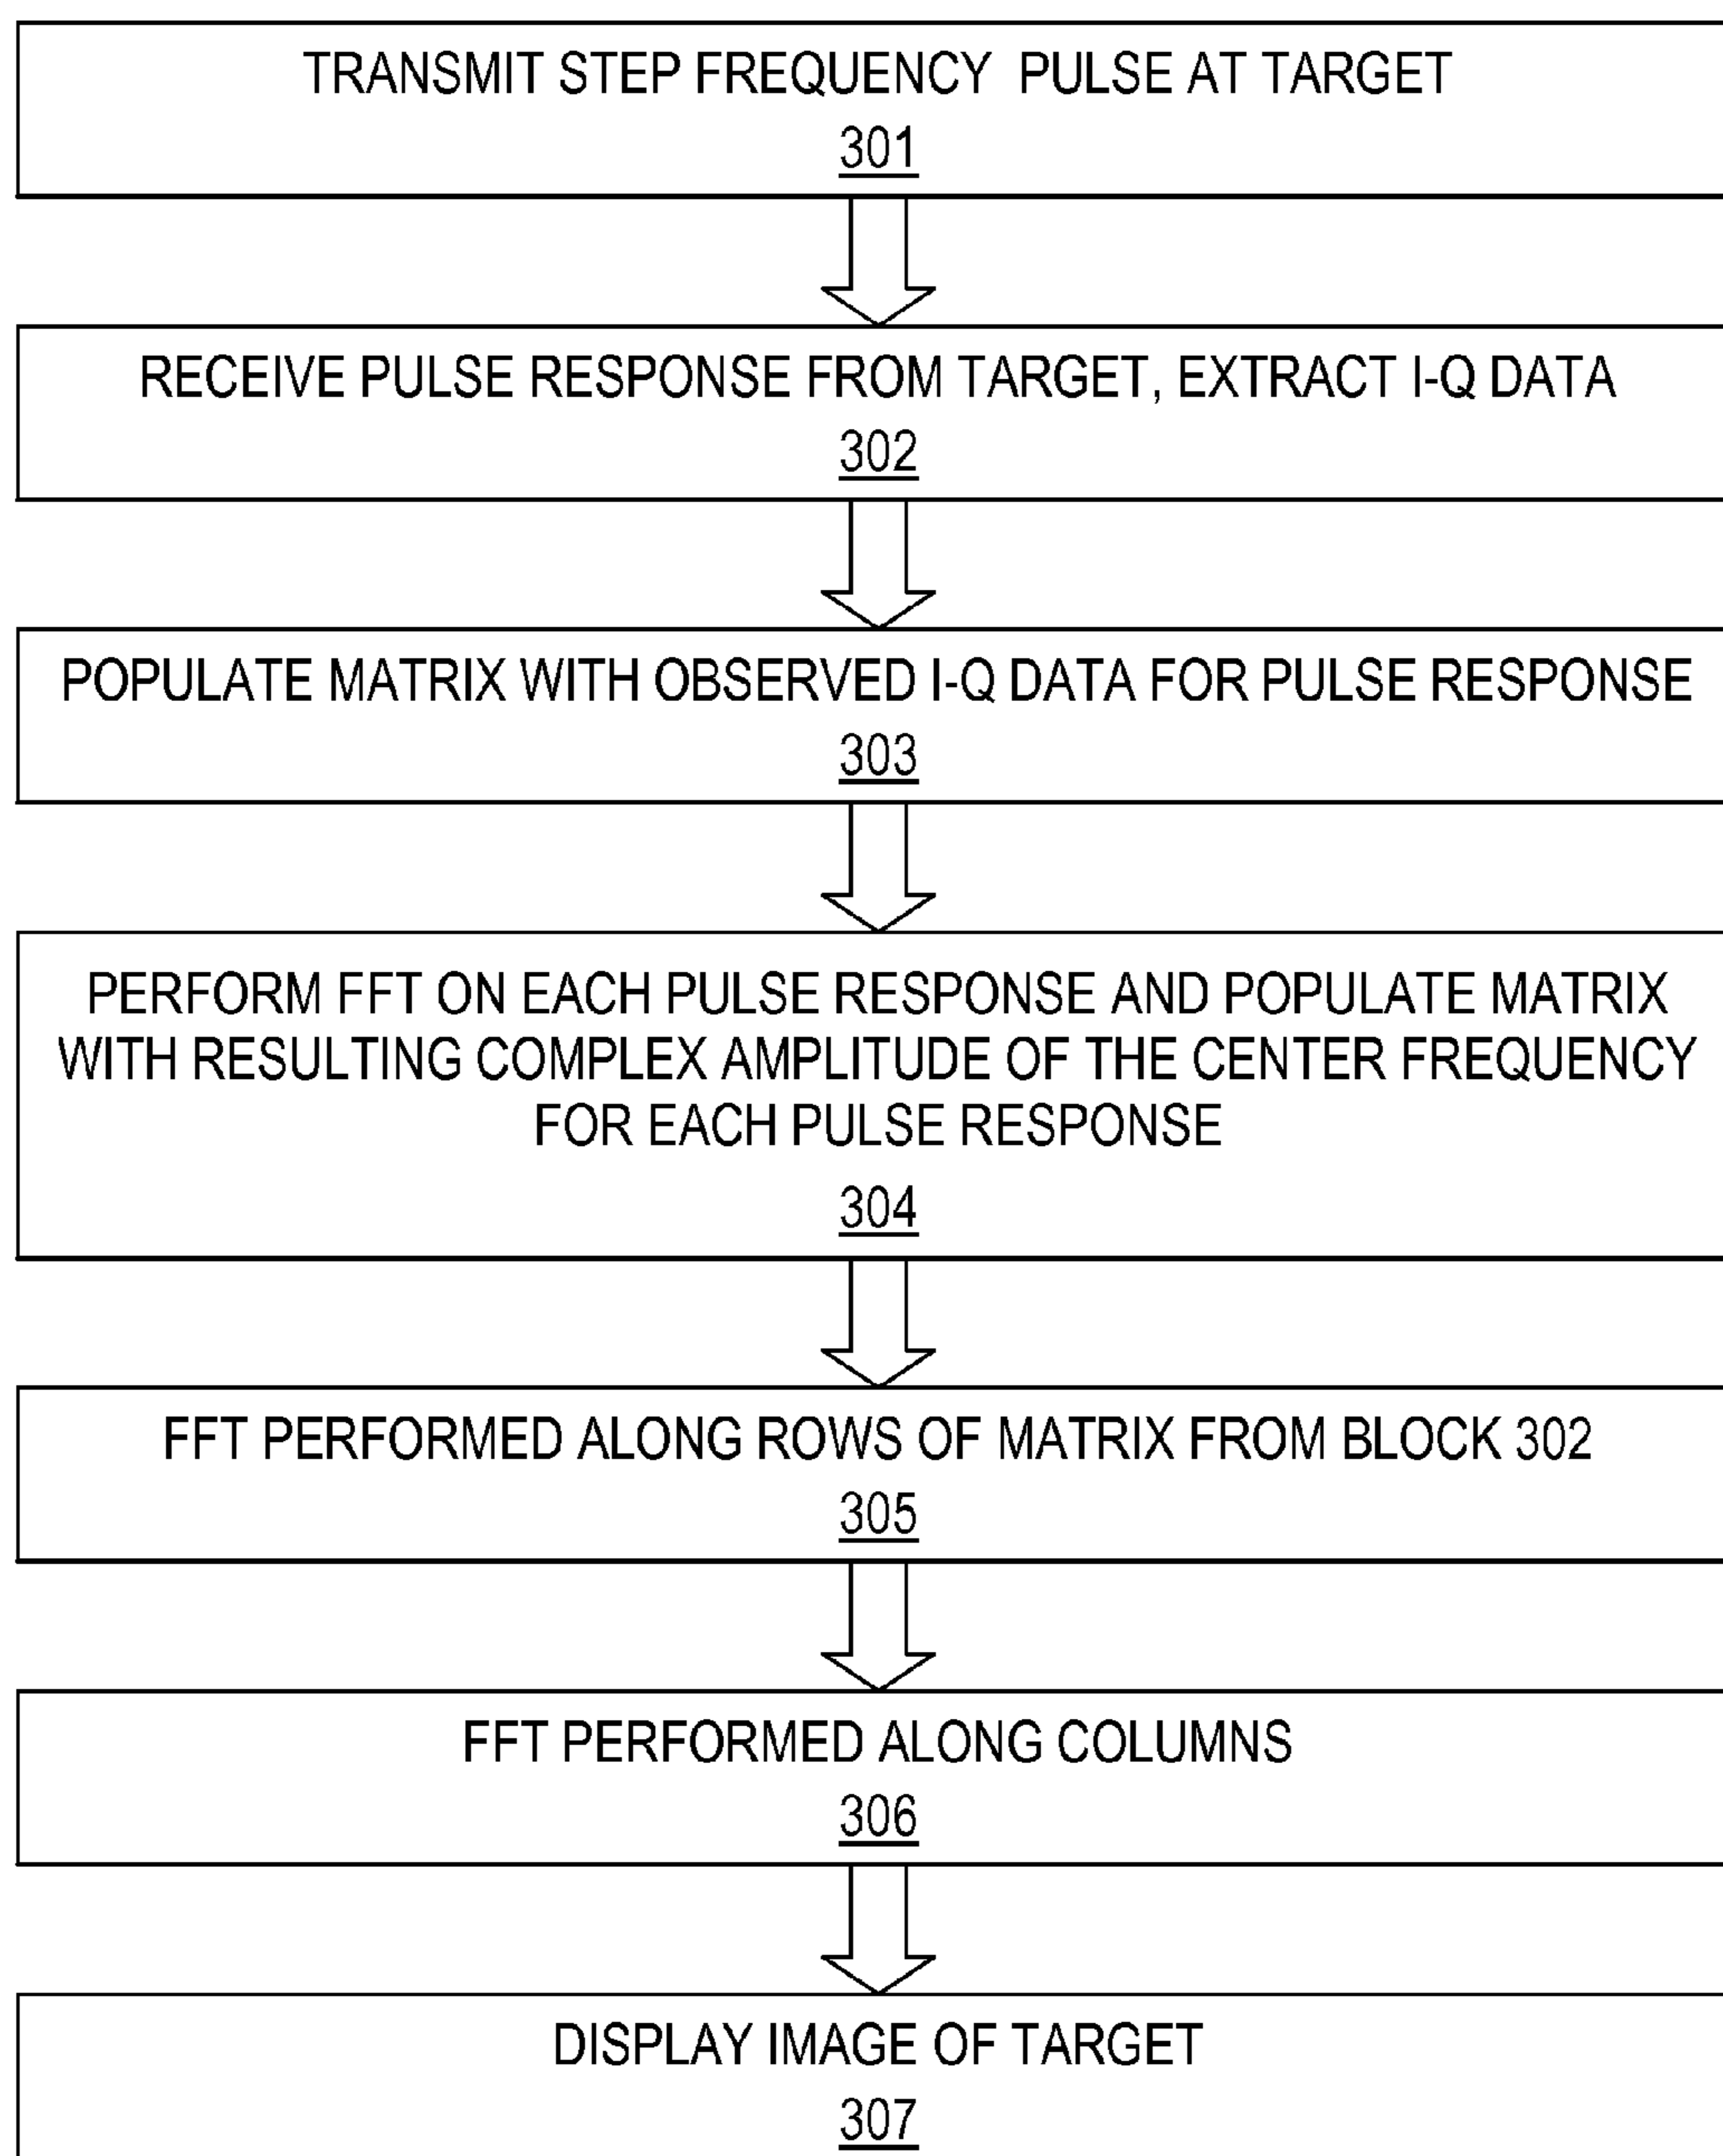 TRANSMIT STEP FREQUENCY PULSE AT TARGET
301
RECEIVE PULSE RESPONSE FROM TARGET, EXTRACT I-Q DATA
302
POPULATE MATRIX WITH OBSERVED I-Q DATA FOR PULSE RESPONSE
303
PERFORM FFT ON EACH PULSE RESPONSE AND POPULATE MATRIX
WITH RESULTING COMPLEX AMPLITUDE OF THE CENTER FREQUENCY
FOR EACH PULSE RESPONSE
304
FFT PERFORMED ALONG ROWS OF MATRIX FROM BLOCK 302
305
FFT PERFORMED ALONG COLUMNS
306
DISPLAY IMAGE OF TARGET
307